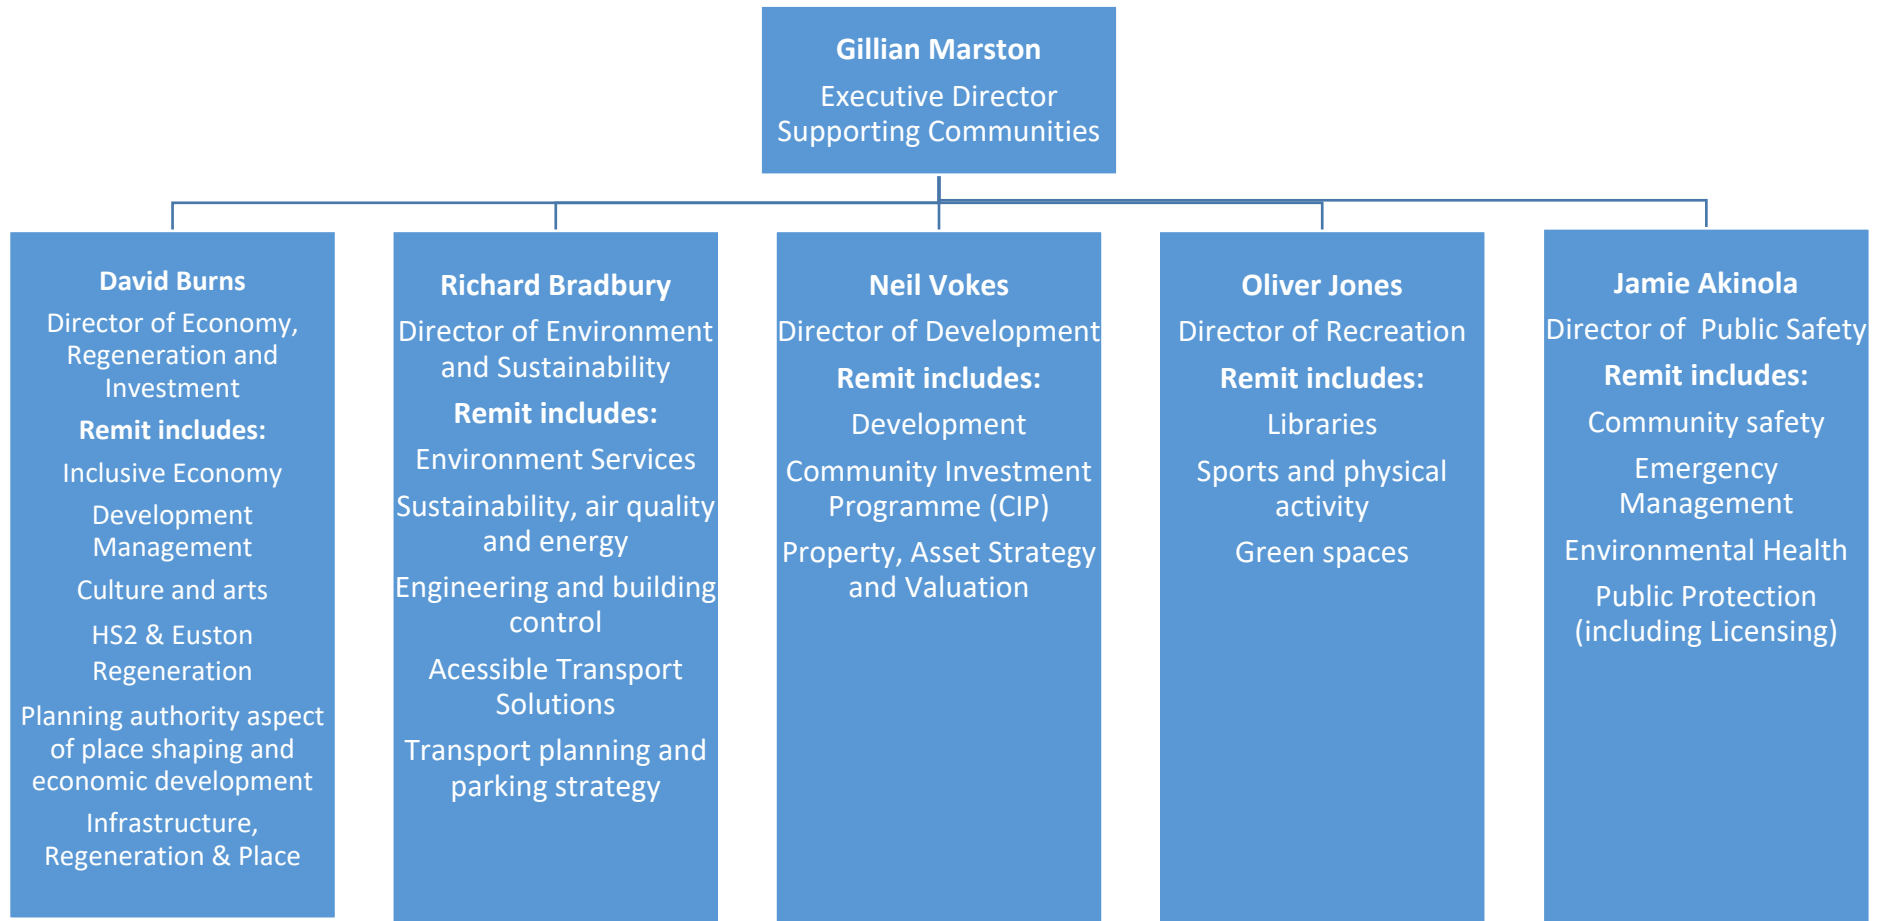 Gillian Marston
Executive Director
Supporting Communities
David Burns
Director of Economy,
Regeneration and
Investment
Remit includes:
Inclusive Economy
Development
Management
Culture and arts
HS2 & Euston
Regeneration
Planning authority aspect
of place shaping and
economic development
Infrastructure,
Regeneration & Place
Richard Bradbury
Director of Environment
and Sustainability
Remit includes:
Environment Services
Sustainability, air quality
and energy
Engineering and building
control
Acessible Transport
Solutions
Transport planning and
parking strategy
Neil Vokes
Director of Development
Remit includes:
Development
Community Investment
Programme (CIP)
Property, Asset Strategy
and Valuation
Oliver Jones
Director of Recreation
Remit includes:
Libraries
Sports and physical
activity
Green spaces
Jamie Akinola
Director of  Public Safety
Remit includes:
Community safety
Emergency
Management
Environmental Health
Public Protection
(including Licensing)